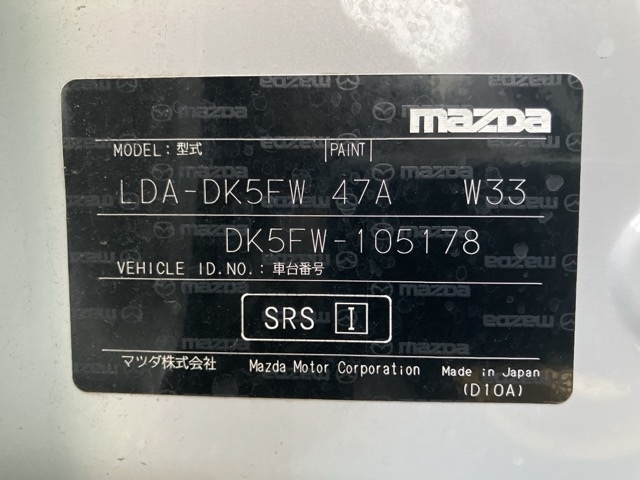 mazda
MODEL: 型式 |PAINT|
LDA-DK5FW 47A W33
DK5FW-105178
VEHICLE ID.NO.: 車台番号
SRS I
マツダ株式会社 Mazda Motor Corporation Made in Japan
(D10A)